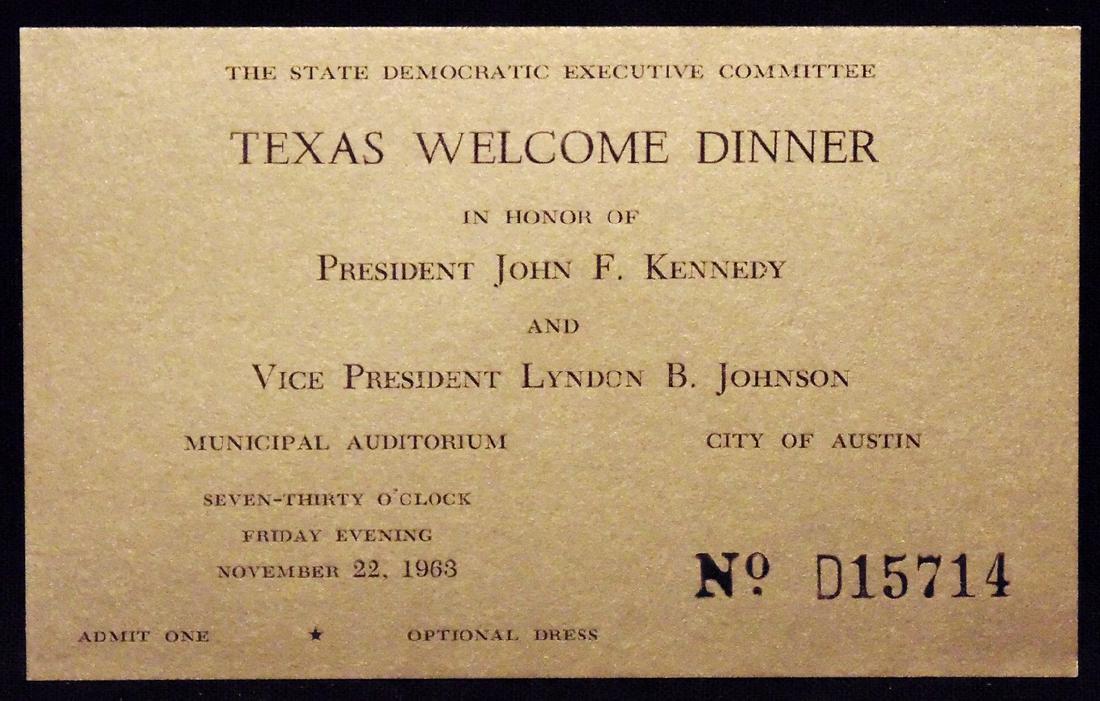 THE STATE DEMOCRATIC EXECUTIVE COMMITTEE
TEXAS WELCOME DINNER
IN HONOR OF
PRESIDENT JOHN F. KENNEDY
AND
VICE PRESIDENT LYNDON B. JOHNSON
MUNICIPAL AUDITORIUM CITY OF AUSTIN
SEVEN-THIRTY O'CLOCK
FRIDAY EVENING
NOVEMBER 22, 1963
Nº D15714
ADMIT ONE ★ OPTIONAL DRESS